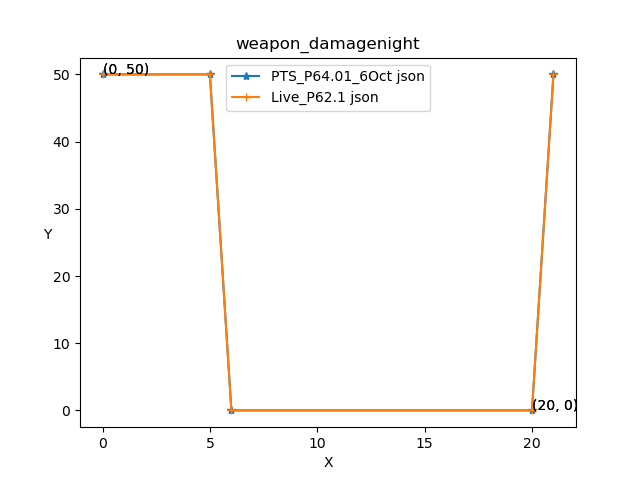 weapon_damagenight
(0, 50)
PTS_P64.01_6Oct json
Live_P62.1 json
50
40
30
20
10
0
Y
(20, 0)
0
5
10
15
20
X